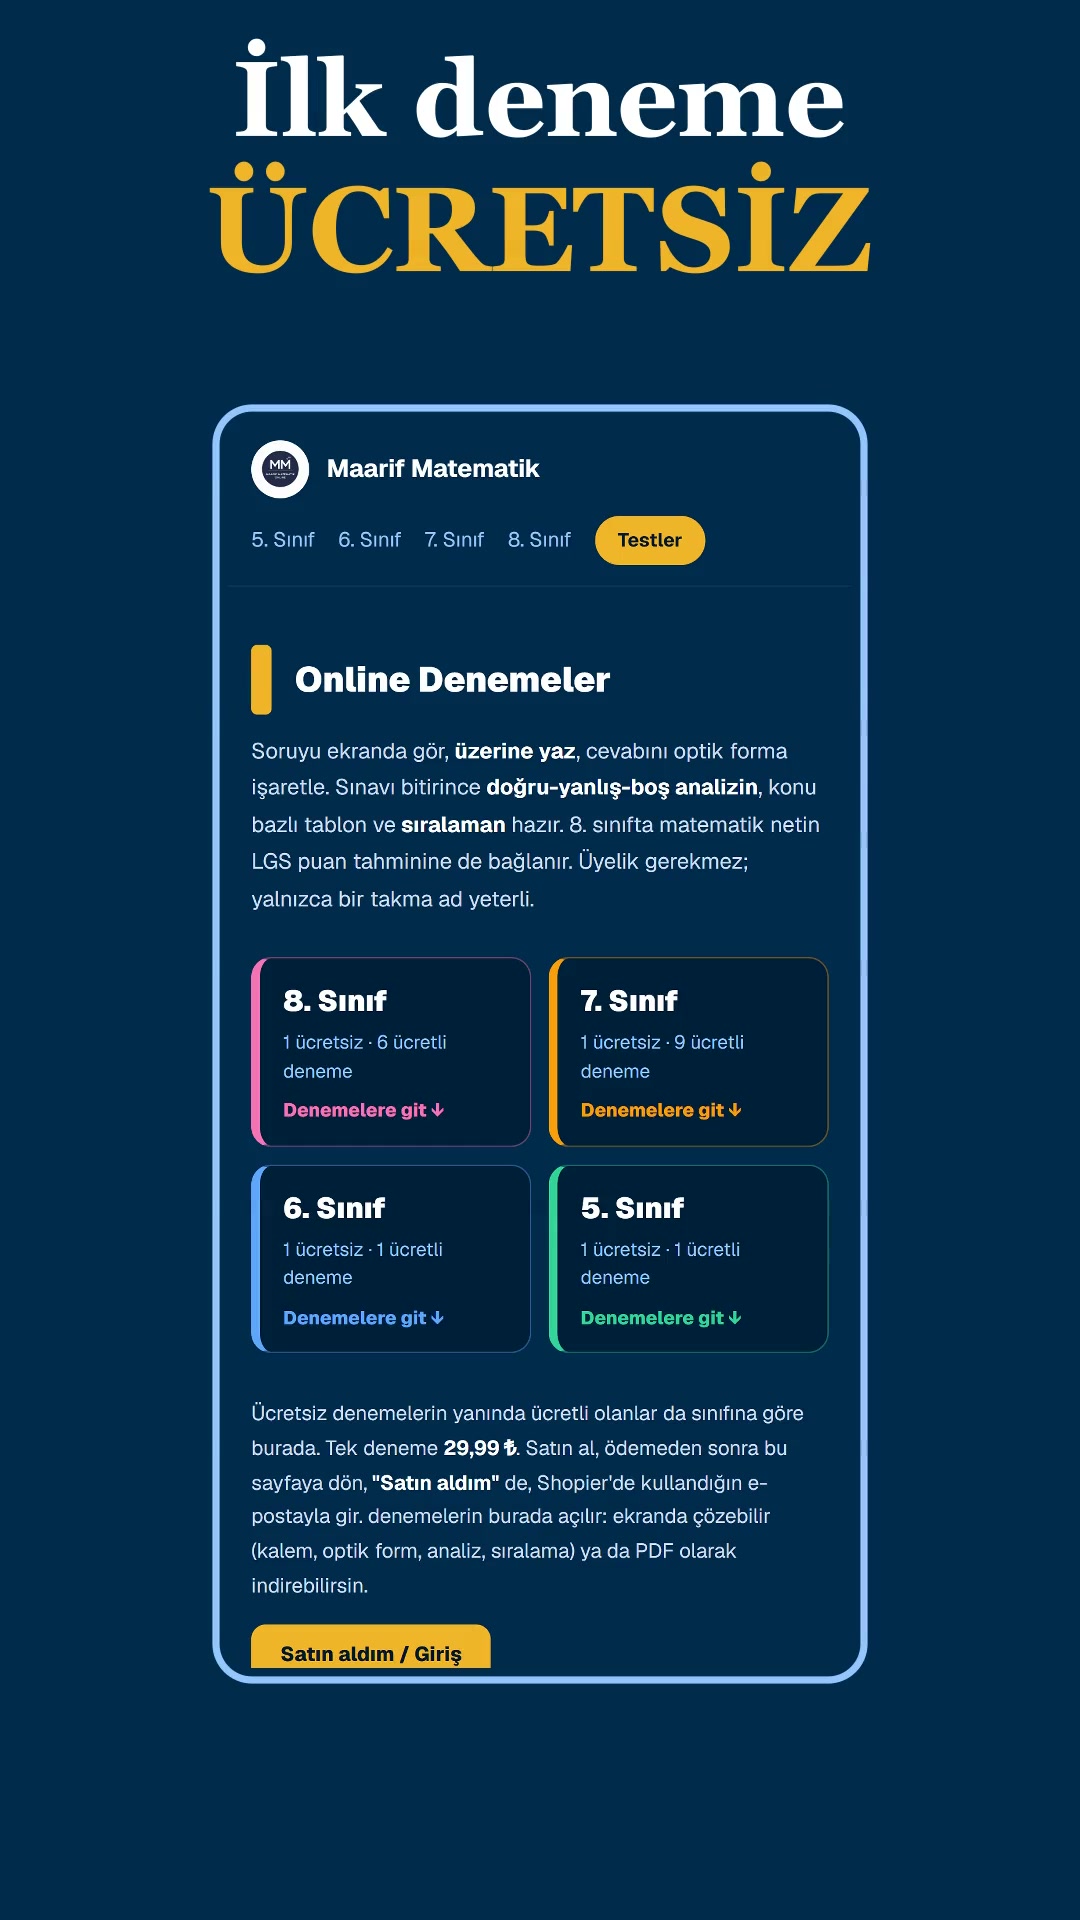 İlk deneme
ÜCRETSİZ
MM
Maarif Matematik
5. Sınıf 6. Sınıf 7. Sınıf 8. Sınıf Testler
Online Denemeler
Soruyu ekranda gör, üzerine yaz, cevabını optik forma
işaretle. Sınavı bitirince doğru-yanlış-boş analizin, konu
bazlı tablon ve sıralaman hazır. 8. sınıfta matematik netin
LGS puan tahminine de bağlanır. Üyelik gerekmez;
yalnızca bir takma ad yeterli.
8. Sınıf
1 ücretsiz · 6 ücretli
deneme
Denemelere git ↓
7. Sınıf
1 ücretsiz · 9 ücretli
deneme
Denemelere git ↓
6. Sınıf
1 ücretsiz · 1 ücretli
deneme
Denemelere git ↓
5. Sınıf
1 ücretsiz · 1 ücretli
deneme
Denemelere git ↓
Ücretsiz denemelerin yanında ücretli olanlar da sınıfına göre
burada. Tek deneme 29,99 ₺. Satın al, ödemeden sonra bu
sayfaya dön, "Satın aldım" de, Shopier'de kullandığın e-
postayla gir. denemelerin burada açılır: ekranda çözebilir
(kalem, optik form, analiz, sıralama) ya da PDF olarak
indirebilirsin.
Satın aldım / Giriş